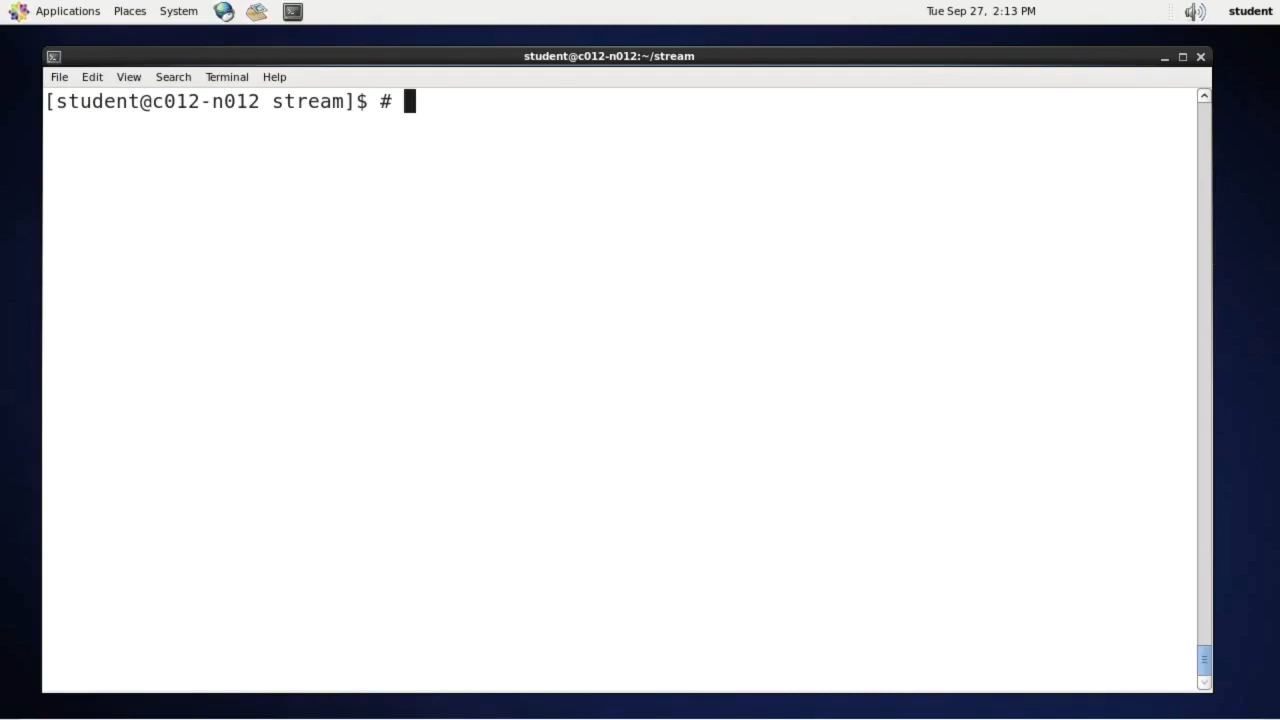 Applications Places System Tue Sep 27, 2:13 PM student
student@c012-n012:~/stream
File Edit View Search Terminal Help
[student@c012-n012 stream]$ #